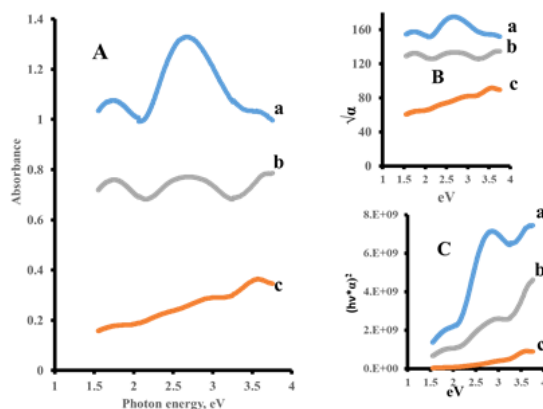 A
Absorbance
1.4
1.2
1
0.8
0.6
0.4
0.2
0
a
b
c
1 1.5 2 2.5 3 3.5 4
Photon energy, eV
B
√α
160
120
80
40
0
a
b
c
1 1.5 2 2.5 3 3.5 4
eV
C
(hν*α)²
8.E+09
6.E+09
4.E+09
2.E+09
0.E+00
a
b
c
1 1.5 2 2.5 3 3.5 4
eV